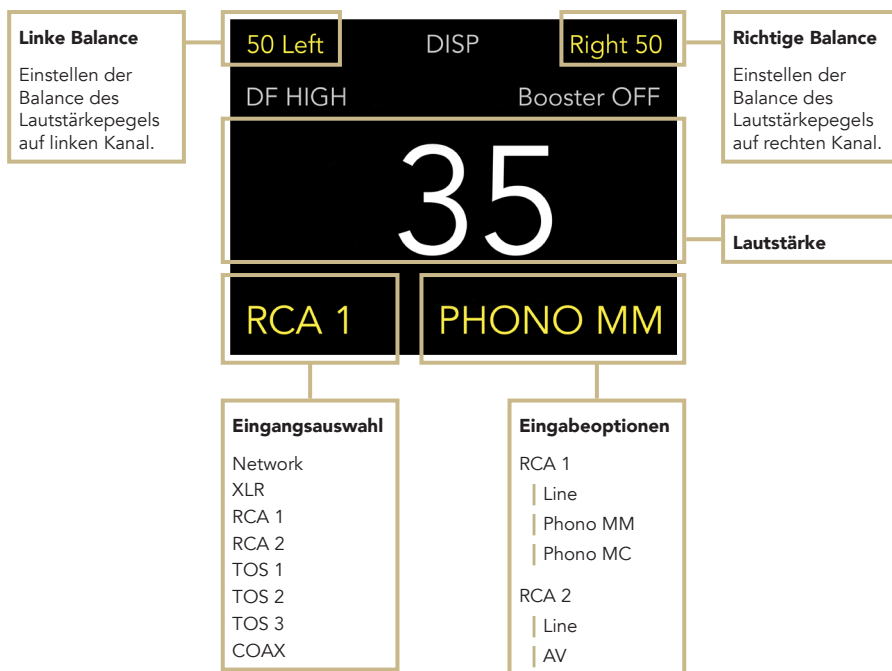 Linke Balance
Einstellen der
Balance des
Lautstärkepegels
auf linken Kanal.
50 Left DISP Right 50
DF HIGH Booster OFF
35
RCA 1 PHONO MM
Richtige Balance
Einstellen der
Balance des
Lautstärkepegels
auf rechten Kanal.
Lautstärke
Eingangsauswahl
Network
XLR
RCA 1
RCA 2
TOS 1
TOS 2
TOS 3
COAX
Eingabeoptionen
RCA 1
Line
Phono MM
Phono MC
RCA 2
Line
AV